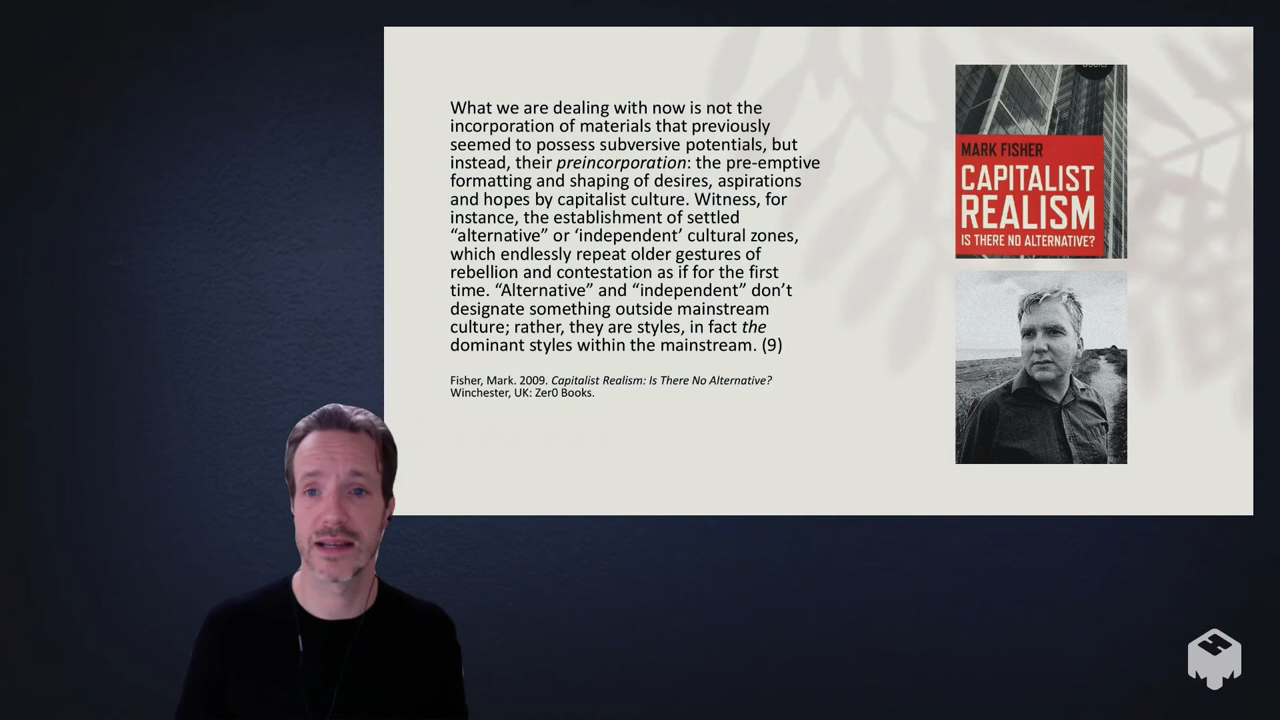 What we are dealing with now is not the
incorporation of materials that previously
seemed to possess subversive potentials, but
instead, their preincorporation: the pre-emptive
formatting and shaping of desires, aspirations
and hopes by capitalist culture. Witness, for
instance, the establishment of settled
“alternative” or ‘independent’ cultural zones,
which endlessly repeat older gestures of
rebellion and contestation as if for the first
time. “Alternative” and “independent” don’t
designate something outside mainstream
culture; rather, they are styles, in fact the
dominant styles within the mainstream. (9)
Fisher, Mark. 2009. Capitalist Realism: Is There No Alternative?
Winchester, UK: Zer0 Books.
MARK FISHER
CAPITALIST
REALISM
IS THERE NO ALTERNATIVE?